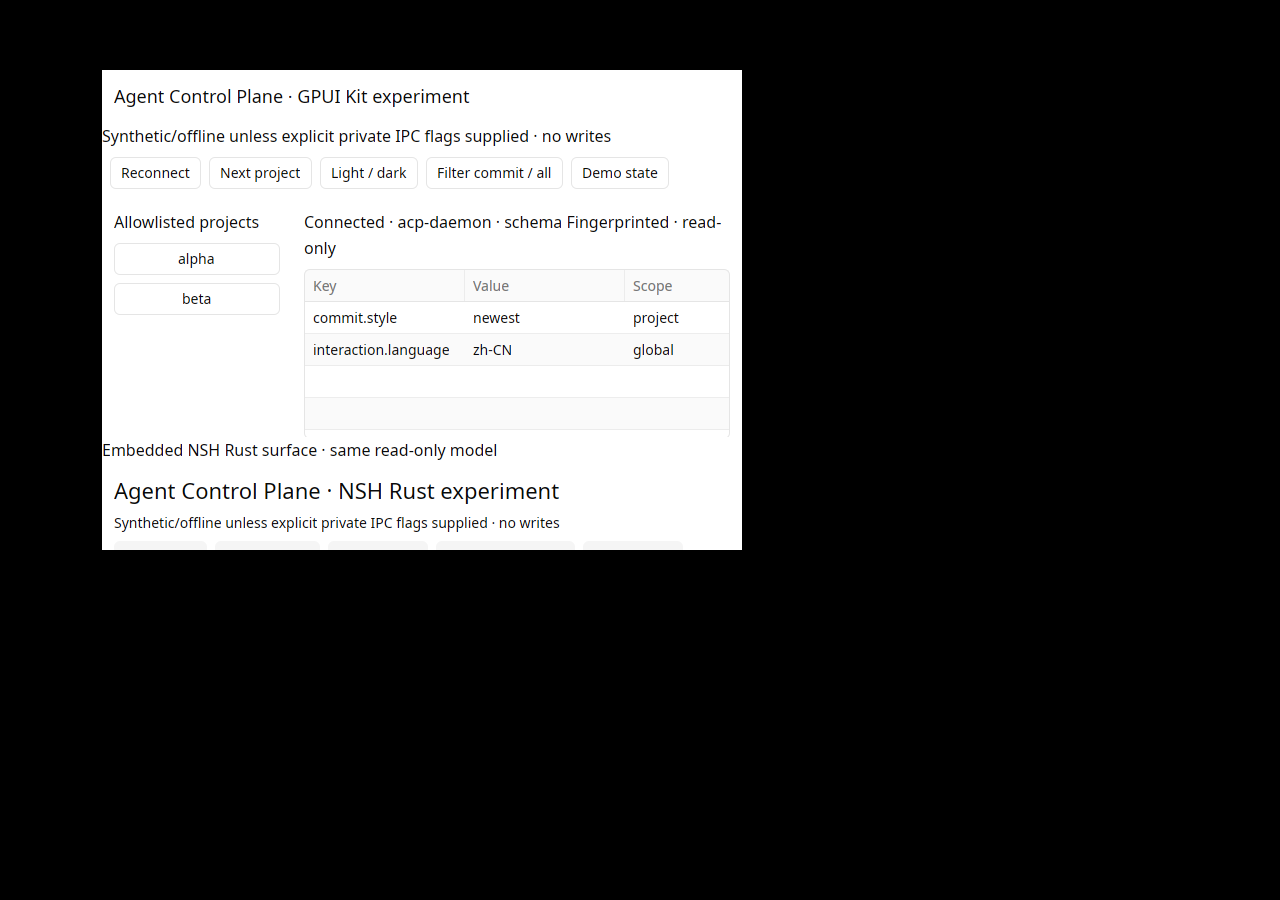 Agent Control Plane · GPUI Kit experiment
Synthetic/offline unless explicit private IPC flags supplied · no writes
Reconnect Next project Light / dark Filter commit / all Demo state
Allowlisted projects
alpha
beta
Connected · acp-daemon · schema Fingerprinted · read-
only
Key Value Scope
commit.style newest project
interaction.language zh-CN global
Embedded NSH Rust surface · same read-only model
Agent Control Plane · NSH Rust experiment
Synthetic/offline unless explicit private IPC flags supplied · no writes